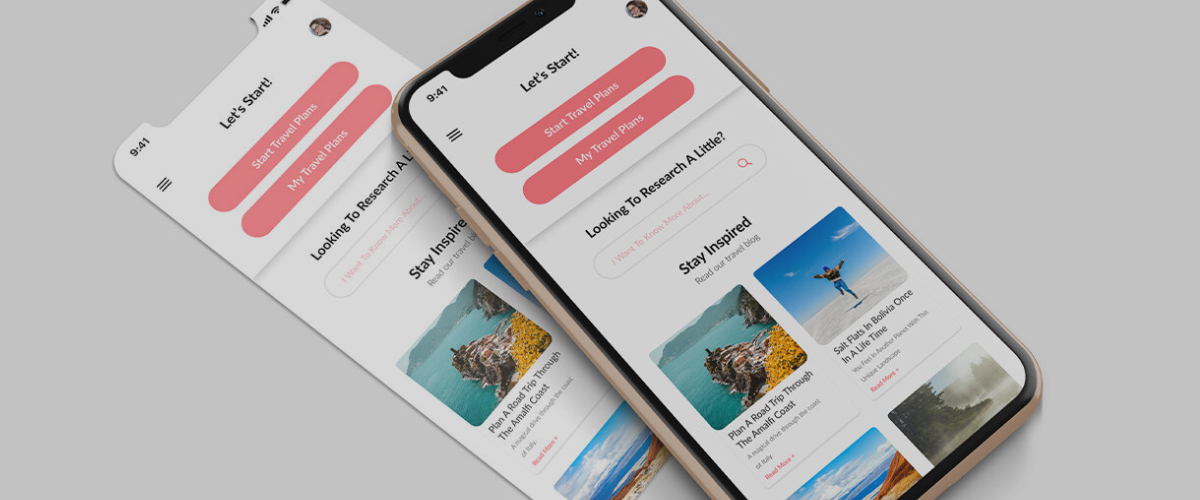 9:41
Let's Start!
Start Travel Plans
My Travel Plans
Looking To Research A L
I Want To Know More About...
Stay Inspire
Read our travel blo
Plan A Road Trip Through
The Amalfi Coast
A magical drive through the coast
of Italy.
Read More +
9:41
Let's Start!
Start Travel Plans
My Travel Plans
Looking To Research A Little?
I Want To Know More About...
Stay Inspired
Read our travel blog
Plan A Road Trip Through
The Amalfi Coast
A magical drive through the coast
of Italy.
Read More +
Salt Flats In Bolivia Once
In A Life Time
You Feel In Another Planet With This
Unique Landscape
Read More +